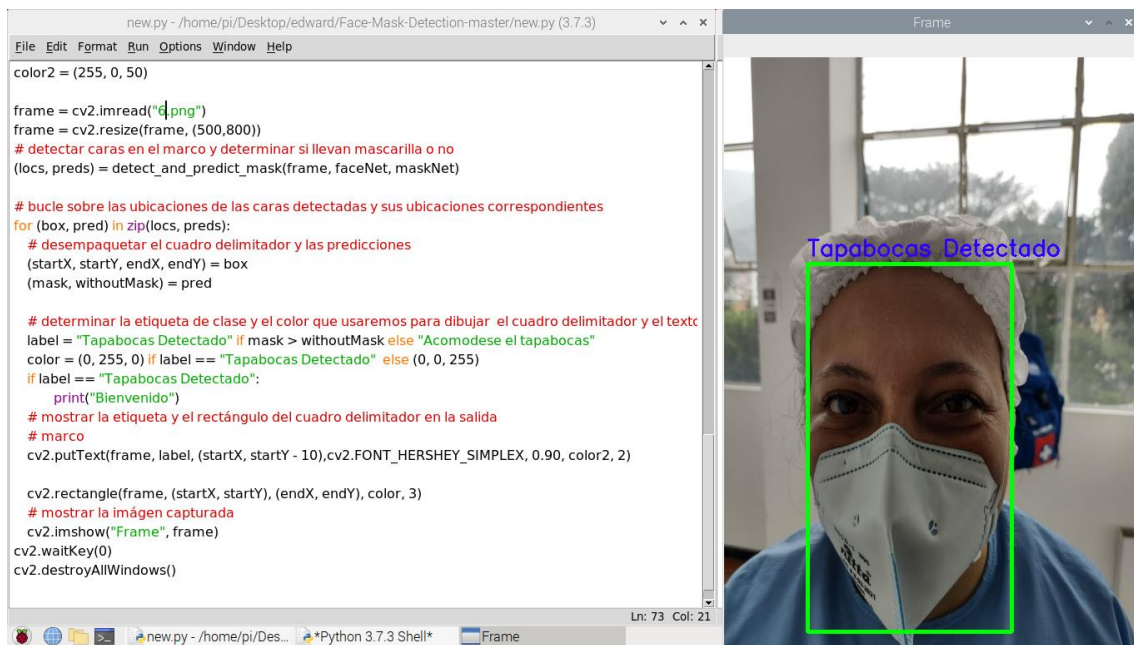 new.py - /home/pi/Desktop/edward/Face-Mask-Detection-master/new.py (3.7.3)
File Edit Format Run Options Window Help
color2 = (255, 0, 50)
frame = cv2.imread("6.png")
frame = cv2.resize(frame, (500,800))
# detectar caras en el marco y determinar si llevan mascarilla o no
(locs, preds) = detect_and_predict_mask(frame, faceNet, maskNet)
# bucle sobre las ubicaciones de las caras detectadas y sus ubicaciones correspondientes
for (box, pred) in zip(locs, preds):
# desempaquetar el cuadro delimitador y las predicciones
(startX, startY, endX, endY) = box
(mask, withoutMask) = pred
# determinar la etiqueta de clase y el color que usaremos para dibujar el cuadro delimitador y el texto
label = "Tapabocas Detectado" if mask > withoutMask else "Acomodese el tapabocas"
color = (0, 255, 0) if label == "Tapabocas Detectado" else (0, 0, 255)
if label == "Tapabocas Detectado":
print("Bienvenido")
# mostrar la etiqueta y el rectángulo del cuadro delimitador en la salida
# marco
cv2.putText(frame, label, (startX, startY - 10),cv2.FONT_HERSHEY_SIMPLEX, 0.90, color2, 2)
cv2.rectangle(frame, (startX, startY), (endX, endY), color, 3)
# mostrar la imágen capturada
cv2.imshow("Frame", frame)
cv2.waitKey(0)
cv2.destroyAllWindows()
Ln: 73 Col: 21
new.py - /home/pi/Des...
*Python 3.7.3 Shell*
Frame
Frame
Tapabocas Detectado